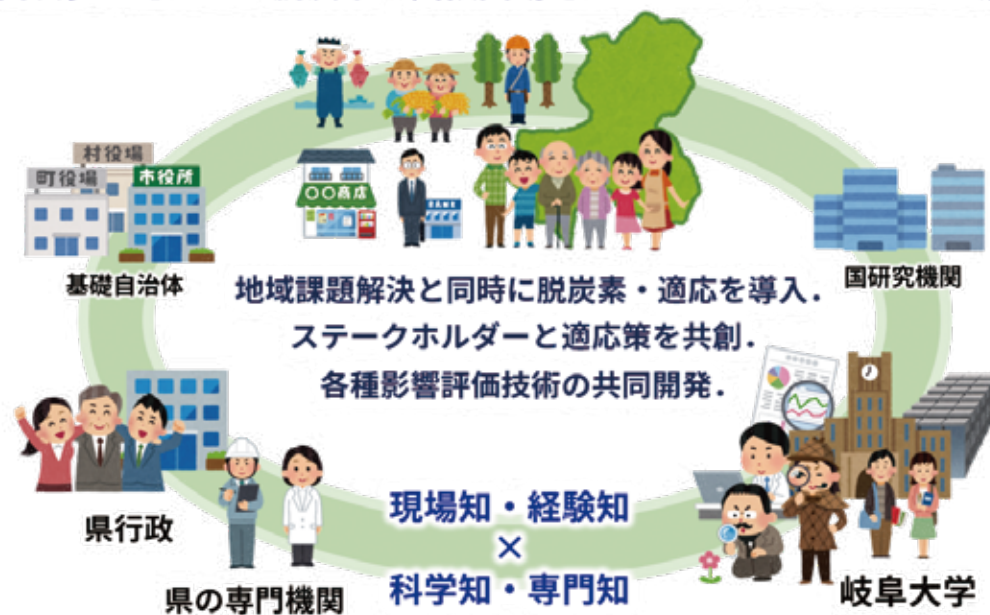 村役場
町役場
市役所
基礎自治体
〇〇商店
BANK
国研究機関
地域課題解決と同時に脱炭素・適応を導入.
ステークホルダーと適応策を共創.
各種影響評価技術の共同開発.
県行政
県の専門機関
現場知・経験知
×
科学知・専門知
岐阜大学